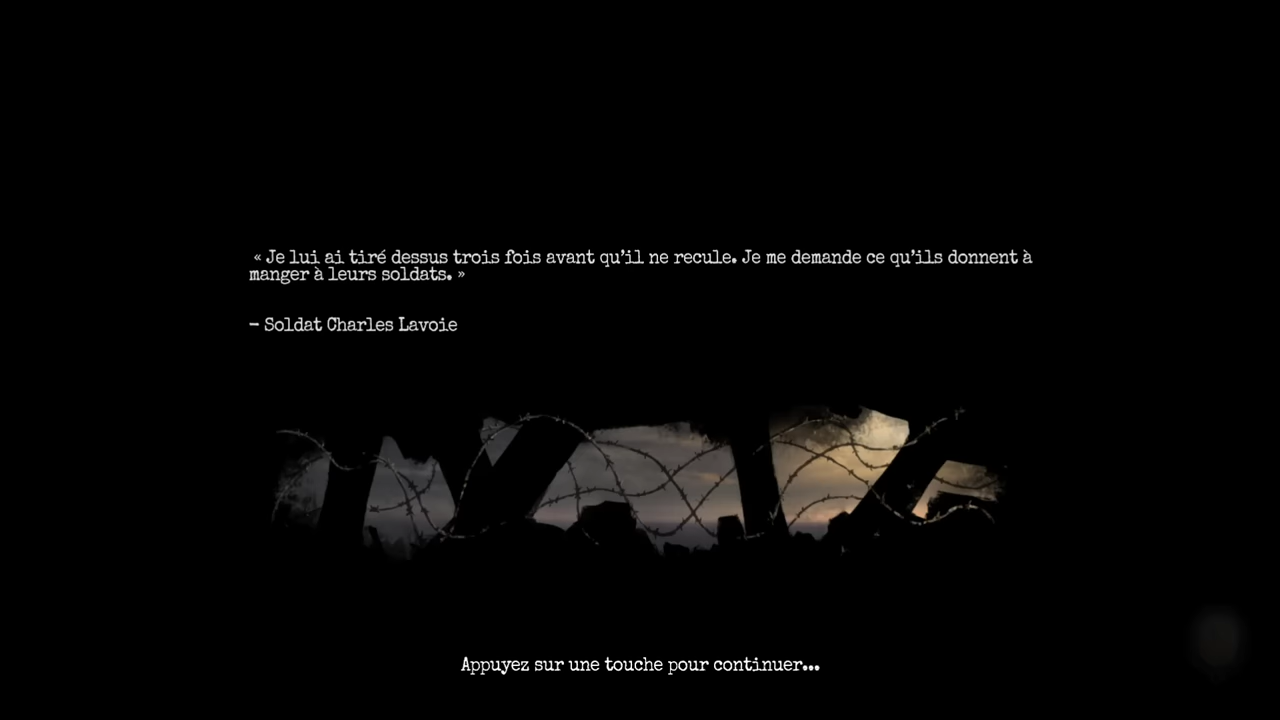 « Je lui ai tiré dessus trois fois avant qu’il ne recule. Je me demande ce qu’ils donnent à
manger à leurs soldats. »
– Soldat Charles Lavoie
Appuyez sur une touche pour continuer...